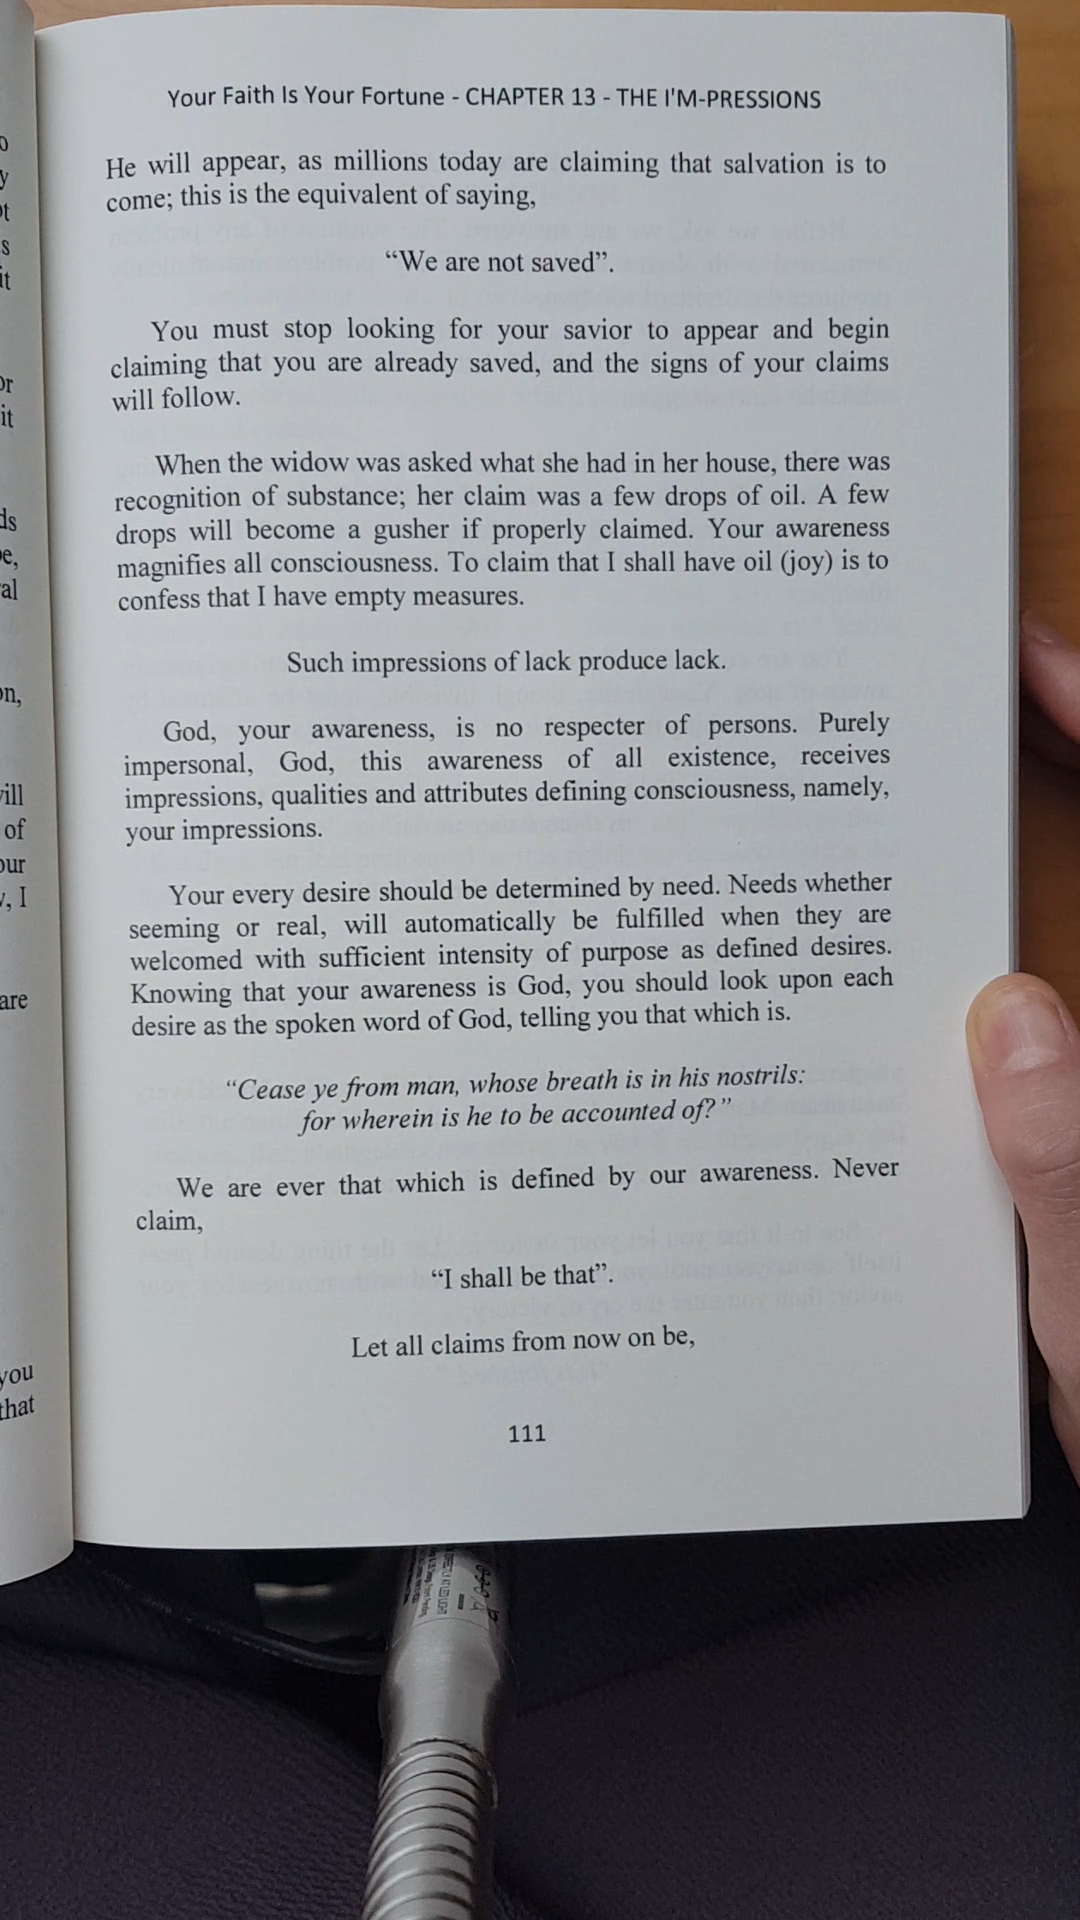 Your Faith Is Your Fortune - CHAPTER 13 - THE I'M-PRESSIONS
He will appear, as millions today are claiming that salvation is to
come; this is the equivalent of saying,
“We are not saved”.
You must stop looking for your savior to appear and begin
claiming that you are already saved, and the signs of your claims
will follow.
When the widow was asked what she had in her house, there was
recognition of substance; her claim was a few drops of oil. A few
drops will become a gusher if properly claimed. Your awareness
magnifies all consciousness. To claim that I shall have oil (joy) is to
confess that I have empty measures.
Such impressions of lack produce lack.
God, your awareness, is no respecter of persons. Purely
impersonal, God, this awareness of all existence, receives
impressions, qualities and attributes defining consciousness, namely,
your impressions.
Your every desire should be determined by need. Needs whether
seeming or real, will automatically be fulfilled when they are
welcomed with sufficient intensity of purpose as defined desires.
Knowing that your awareness is God, you should look upon each
desire as the spoken word of God, telling you that which is.
“Cease ye from man, whose breath is in his nostrils:
for wherein is he to be accounted of?”
We are ever that which is defined by our awareness. Never
claim,
“I shall be that”.
Let all claims from now on be,
111